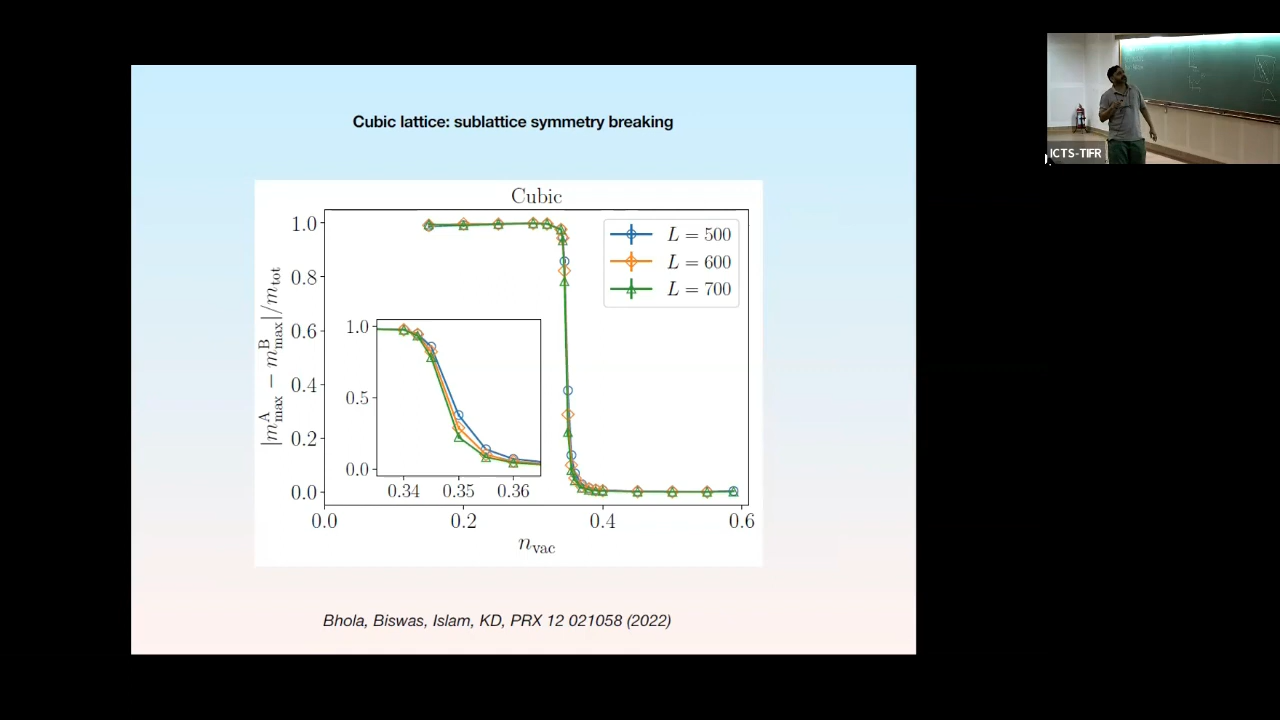 Cubic lattice: sublattice symmetry breaking
Cubic
|m^A_max − m^B_max|/m_tot
1.0
0.8
0.6
0.4
0.2
0.0
0.0 0.2 0.4 0.6
n_vac
L = 500
L = 600
L = 700
1.0
0.5
0.0
0.34 0.35 0.36
Bhola, Biswas, Islam, KD, PRX 12 021058 (2022)
ICTS-TIFR